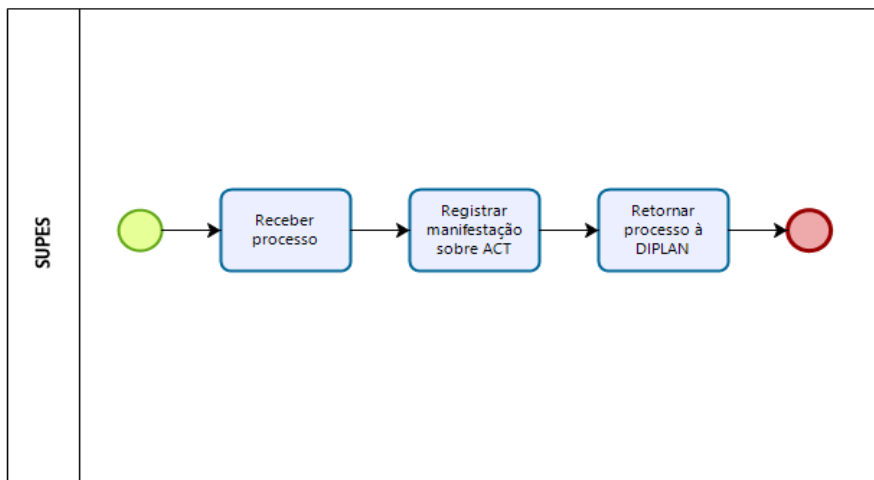 SUPES
Receber
processo
Registrar
manifestação
sobre ACT
Retornar
processo à
DIPLAN